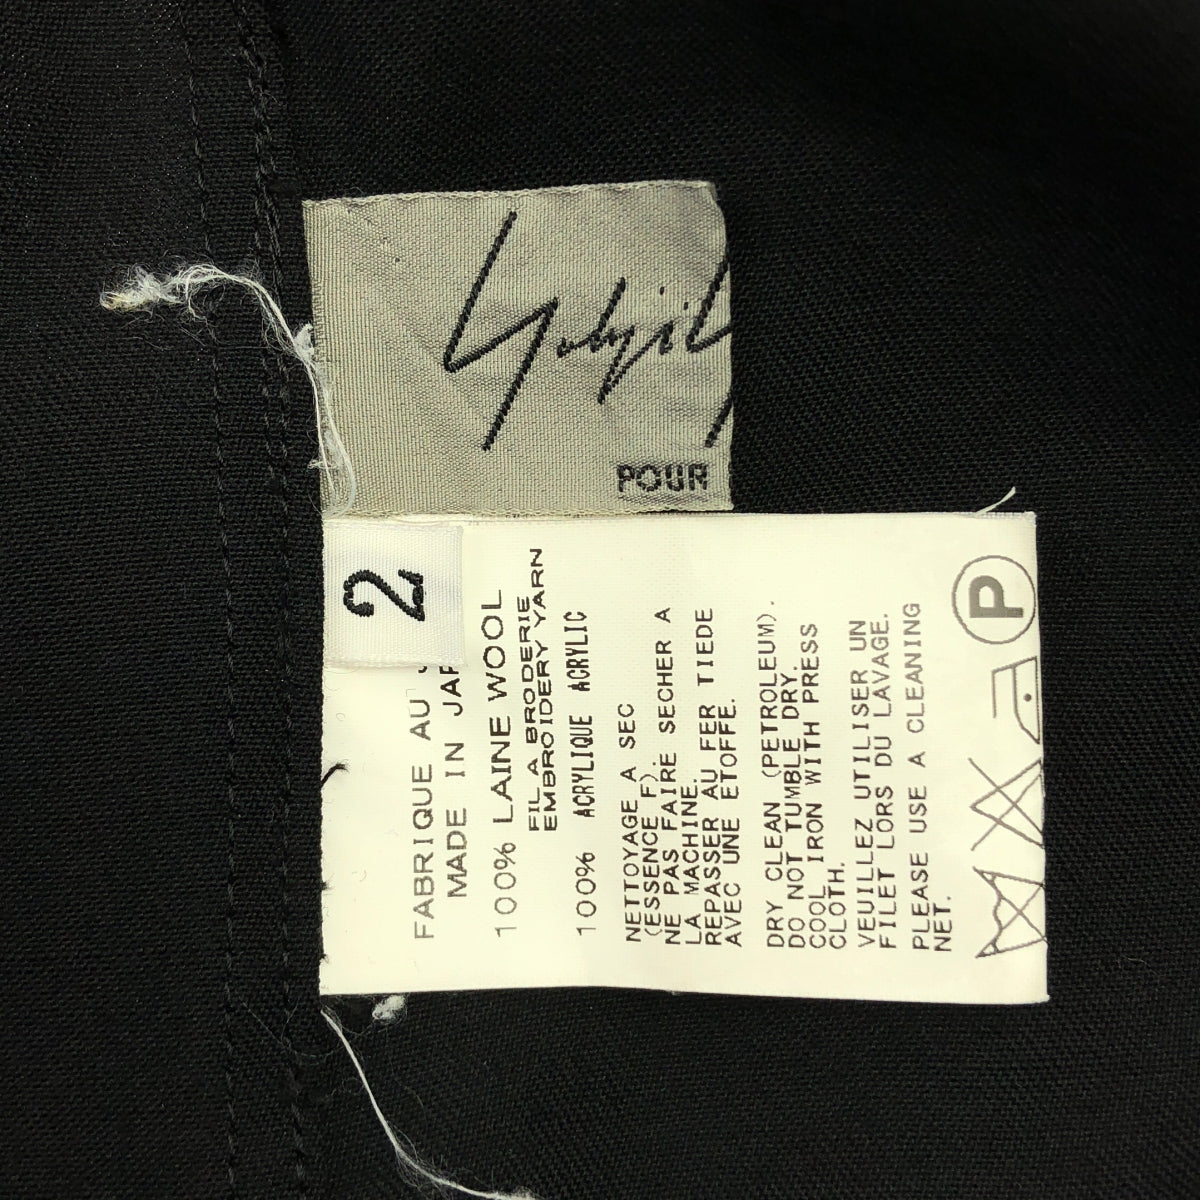 Yohji Y
POUR
2
FABRIQUE AU J
MADE IN JAP
100% LAINE WOOL
FIL A BRODERIE
EMBROIDERY YARN
100% ACRYLIQUE ACRYLIC
NETTOYAGE A SEC
(ESSENCE F).
NE PAS FAIRE SECHER A
LA MACHINE.
REPASSER AU FER TIEDE
AVEC UNE ETOFFE.
DRY CLEAN (PETROLEUM).
DO NOT TUMBLE DRY.
COOL IRON WITH PRESS
CLOTH.
VEUILLEZ UTILISER UN
FILET LORS DU LAVAGE.
PLEASE USE A CLEANING
NET.
P